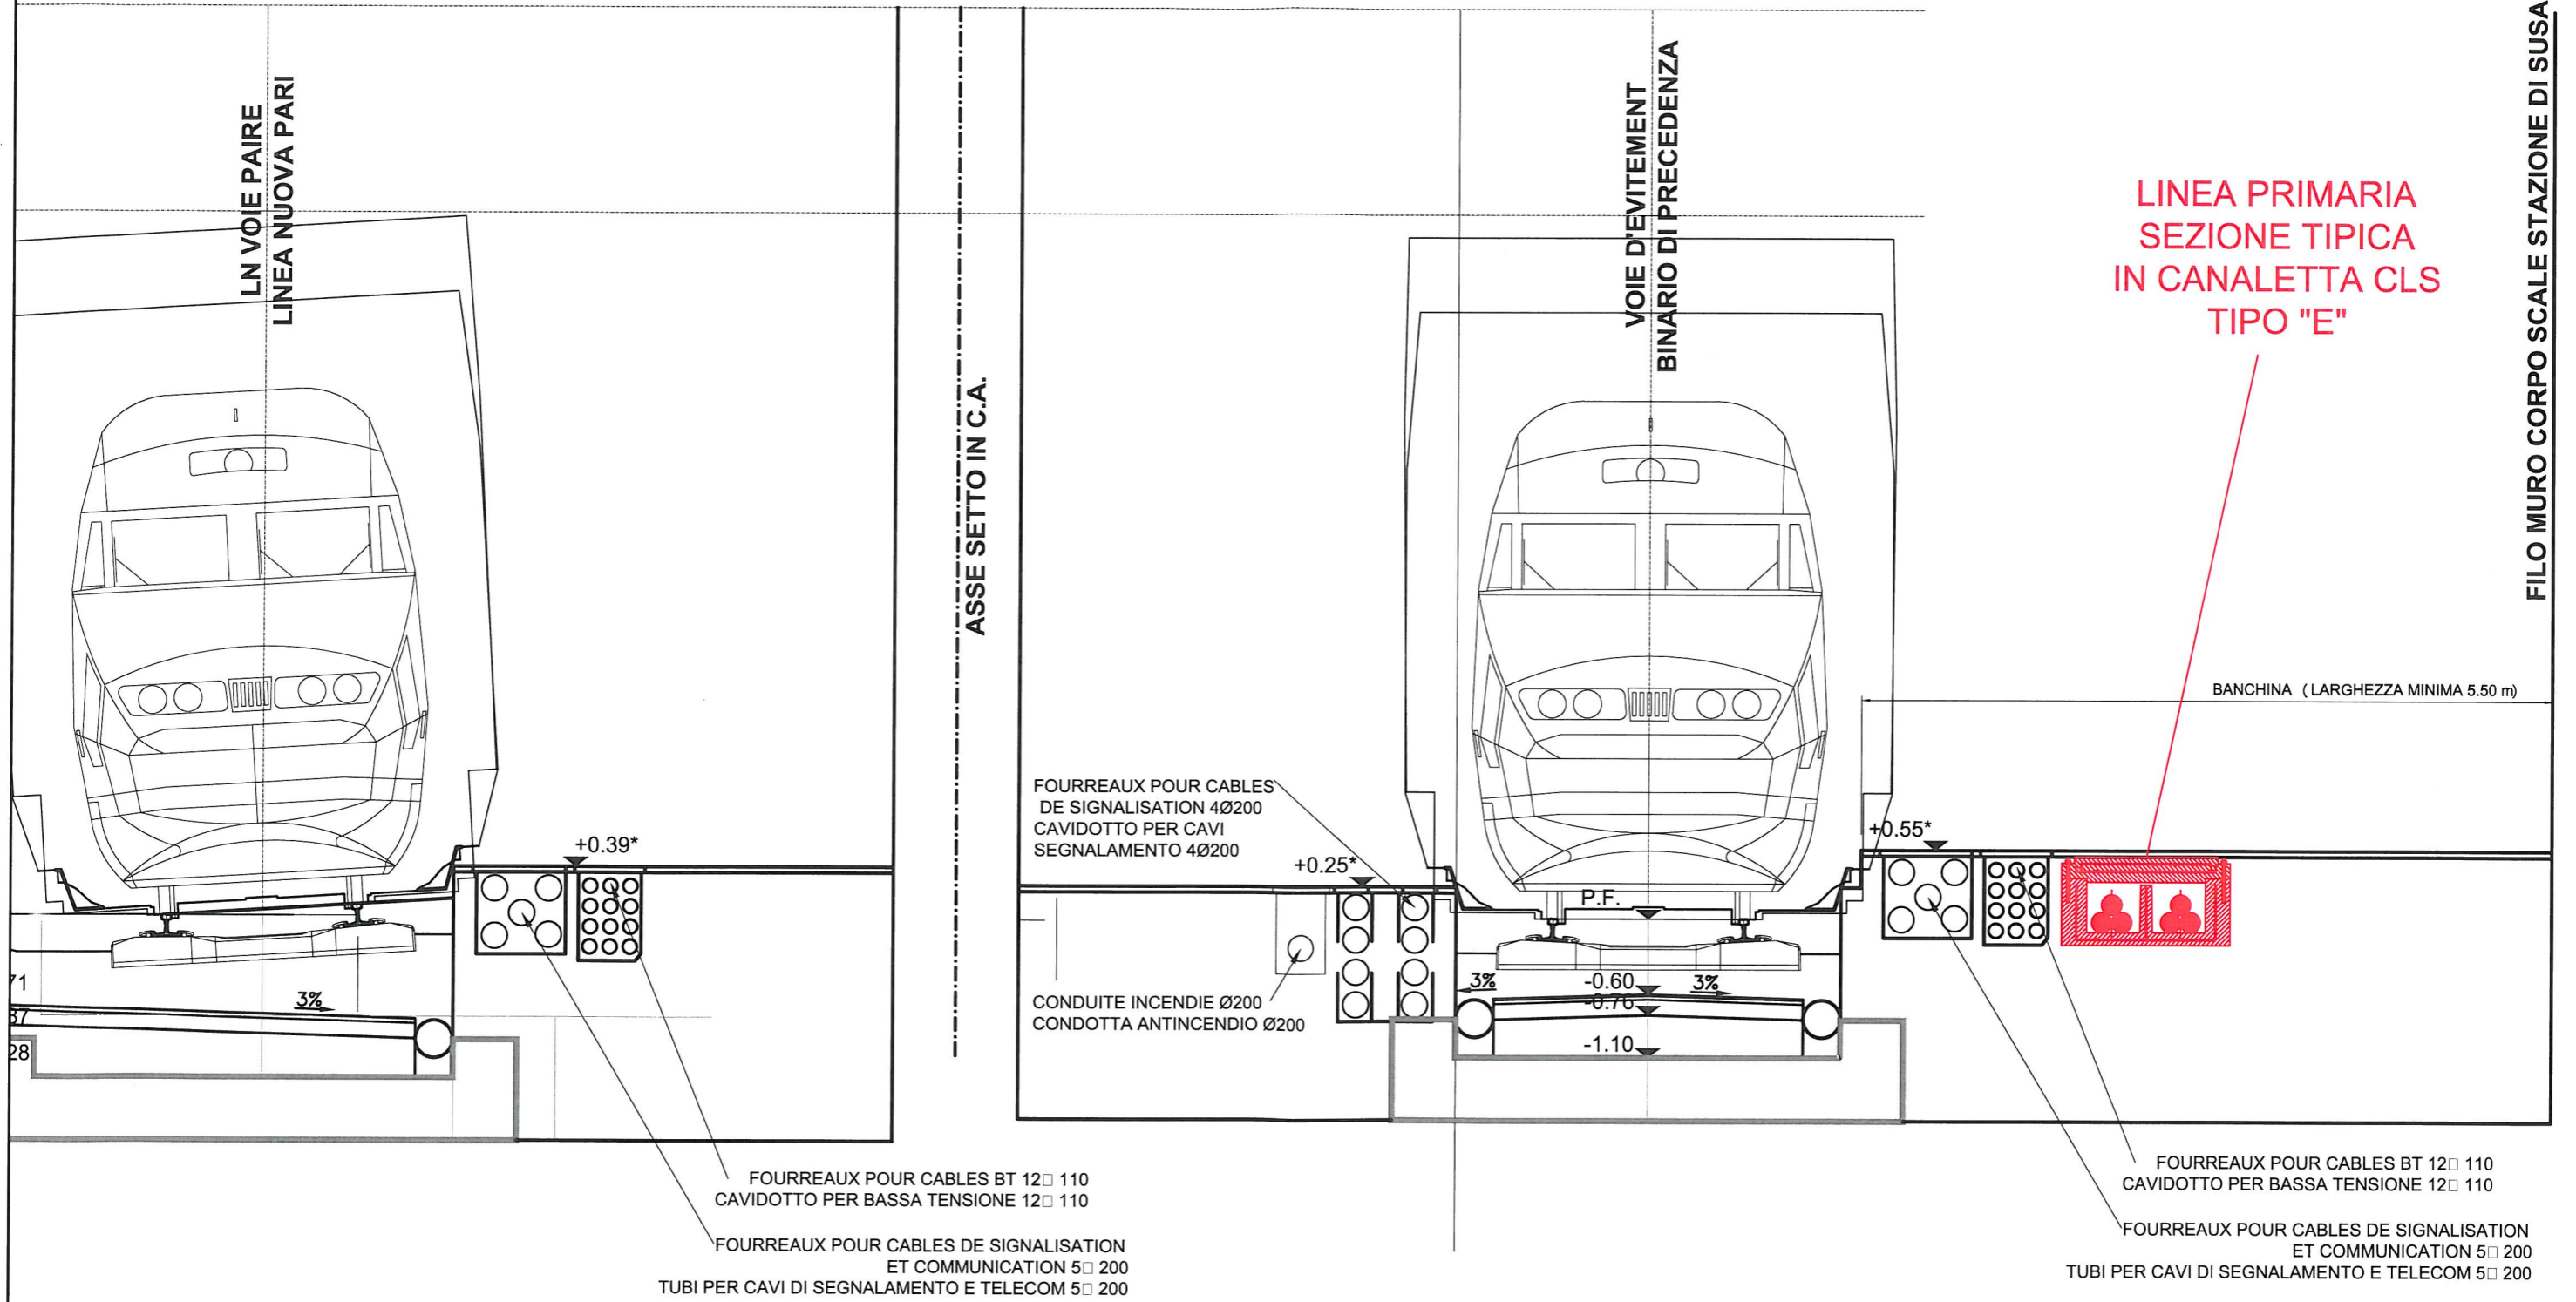 LN VOIE PAIRE
LINEA NUOVA PARI
ASSE SETTO IN C.A.
VOIE D'EVITEMENT
BINARIO DI PRECEDENZA
LINEA PRIMARIA
SEZIONE TIPICA
IN CANALETTA CLS
TIPO "E"
FILO MURO CORPO SCALE STAZIONE DI SUSA
BANCHINA ( LARGHEZZA MINIMA 5.50 m)
FOURREAUX POUR CABLES
DE SIGNALISATION 4Ø200
CAVIDOTTO PER CAVI
SEGNALAMENTO 4Ø200
+0.39*
+0.25*
+0.55*
P.F.
71
37
28
3%
3%
3%
-0.60
-0.76
-1.10
CONDUITE INCENDIE Ø200
CONDOTTA ANTINCENDIO Ø200
FOURREAUX POUR CABLES BT 12□ 110
CAVIDOTTO PER BASSA TENSIONE 12□ 110
FOURREAUX POUR CABLES DE SIGNALISATION
ET COMMUNICATION 5□ 200
TUBI PER CAVI DI SEGNALAMENTO E TELECOM 5□ 200
FOURREAUX POUR CABLES BT 12□ 110
CAVIDOTTO PER BASSA TENSIONE 12□ 110
FOURREAUX POUR CABLES DE SIGNALISATION
ET COMMUNICATION 5□ 200
TUBI PER CAVI DI SEGNALAMENTO E TELECOM 5□ 200